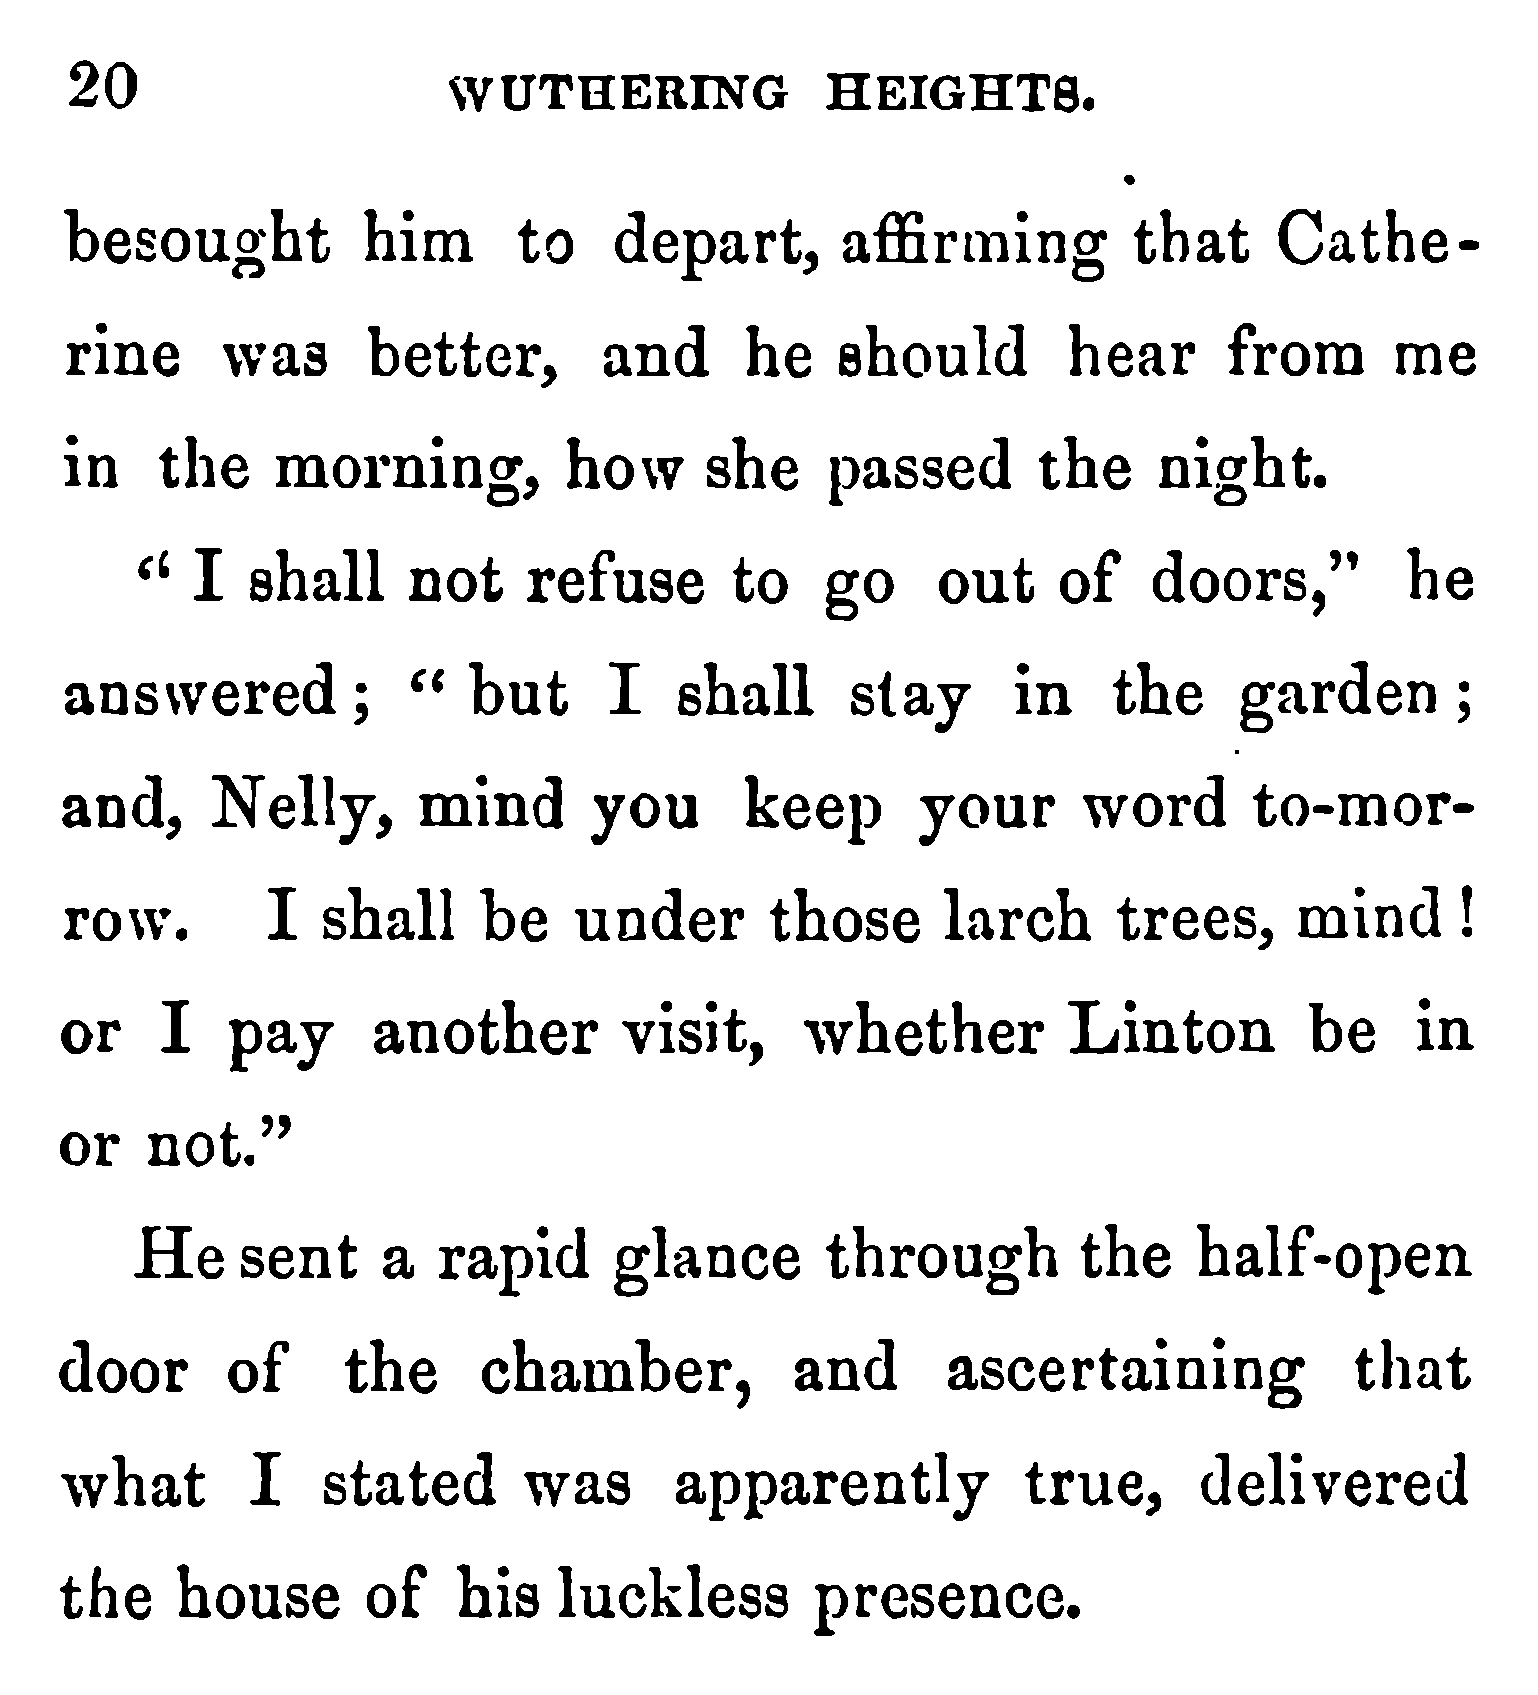 20 WUTHERING HEIGHTS.
besought him to depart, affirming that Cathe-
rine was better, and he should hear from me
in the morning, how she passed the night.
“ I shall not refuse to go out of doors,” he
answered ; “ but I shall stay in the garden ;
and, Nelly, mind you keep your word to-mor-
row. I shall be under those larch trees, mind !
or I pay another visit, whether Linton be in
or not.”
He sent a rapid glance through the half-open
door of the chamber, and ascertaining that
what I stated was apparently true, delivered
the house of his luckless presence.